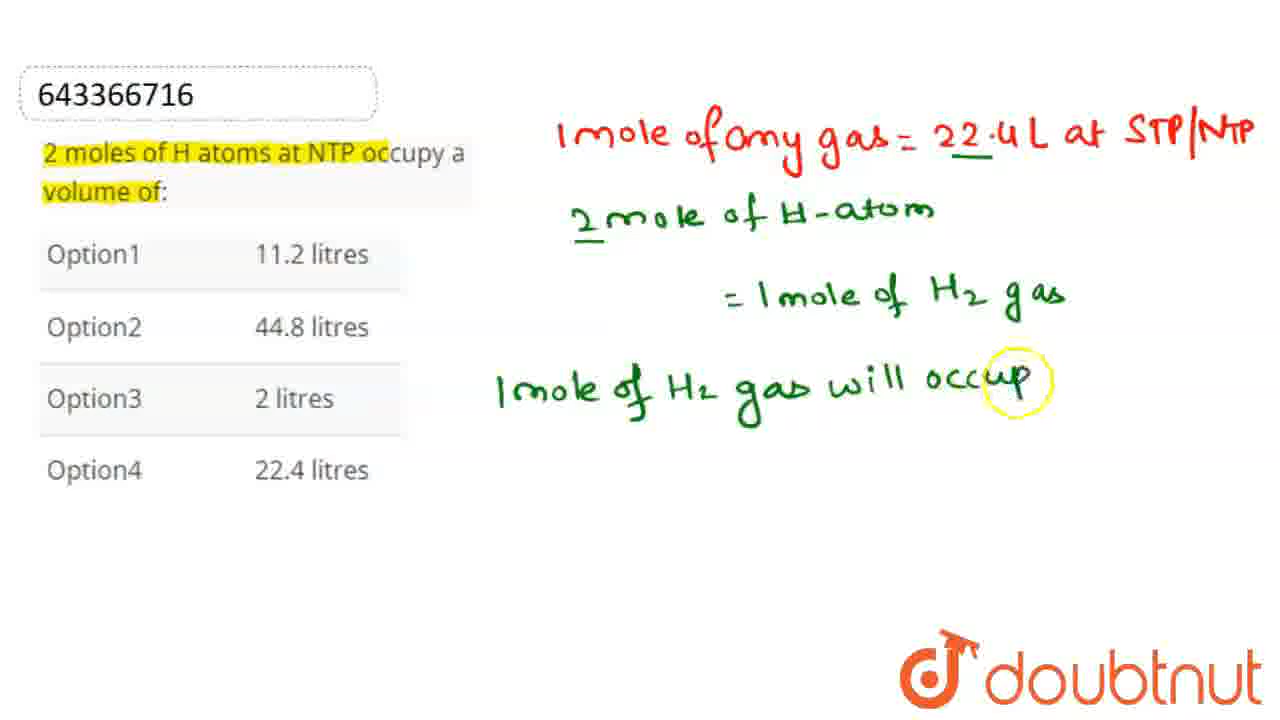 643366716
2 moles of H atoms at NTP occupy a
volume of:
Option1 11.2 litres
Option2 44.8 litres
Option3 2 litres
Option4 22.4 litres
1 mole of any gas = 22.4 L at STP/NTP
2 mole of H-atom
= 1 mole of H2 gas
1 mole of H2 gas will occup
doubtnut